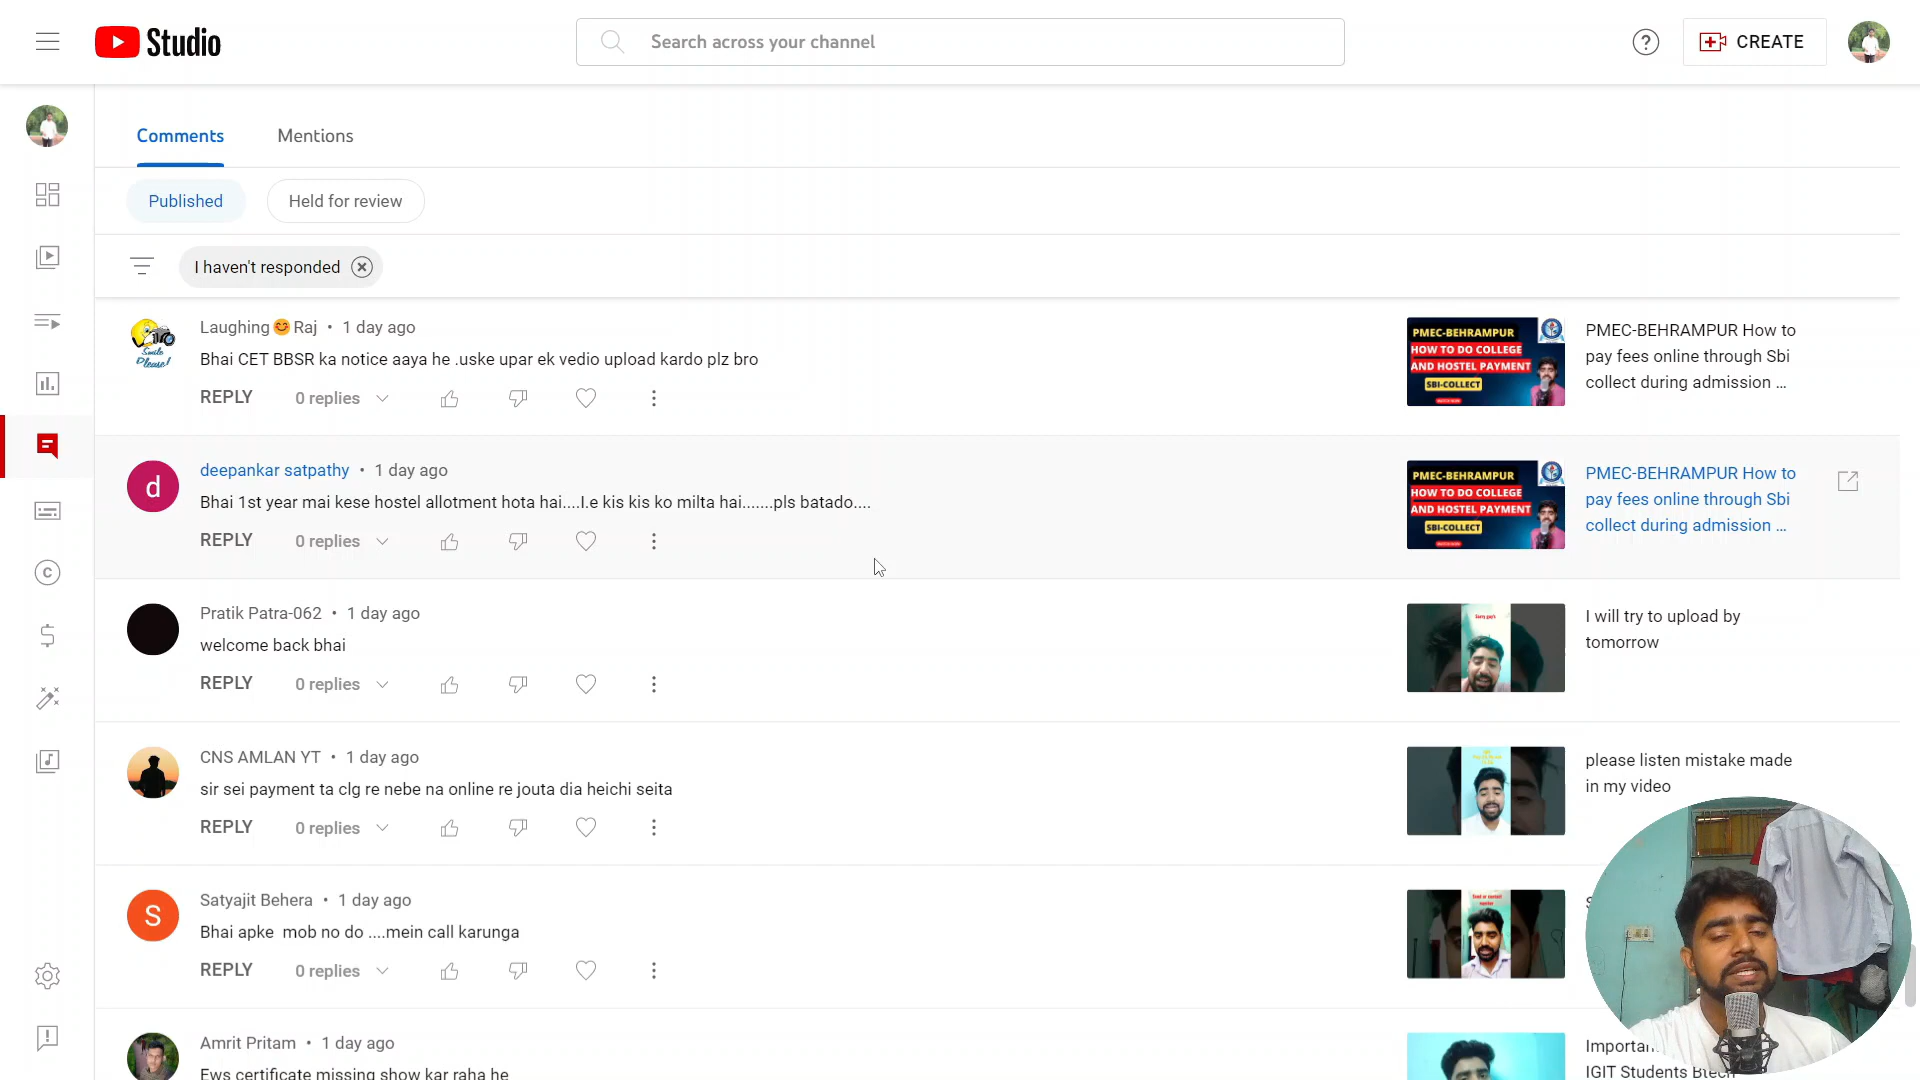 Studio
Search across your channel
CREATE
Comments
Mentions
Published
Held for review
I haven't responded
Laughing😊Raj • 1 day ago
Bhai CET BBSR ka notice aaya he .uske upar ek vedio upload kardo plz bro
REPLY
0 replies
PMEC-BEHRAMPUR
HOW TO DO COLLEGE
AND HOSTEL PAYMENT
SBI-COLLECT
PMEC-BEHRAMPUR How to
pay fees online through Sbi
collect during admission ...
d
deepankar satpathy • 1 day ago
Bhai 1st year mai kese hostel allotment hota hai....I.e kis kis ko milta hai.......pls batado....
REPLY
0 replies
PMEC-BEHRAMPUR
HOW TO DO COLLEGE
AND HOSTEL PAYMENT
SBI-COLLECT
PMEC-BEHRAMPUR How to
pay fees online through Sbi
collect during admission ...
Pratik Patra-062 • 1 day ago
welcome back bhai
REPLY
0 replies
I will try to upload by
tomorrow
CNS AMLAN YT • 1 day ago
sir sei payment ta clg re nebe na online re jouta dia heichi seita
REPLY
0 replies
please listen mistake made
in my video
S
Satyajit Behera • 1 day ago
Bhai apke mob no do ....mein call karunga
REPLY
0 replies
Amrit Pritam • 1 day ago
Ews certificate missing show kar raha he
Importan
IGIT Students Btech